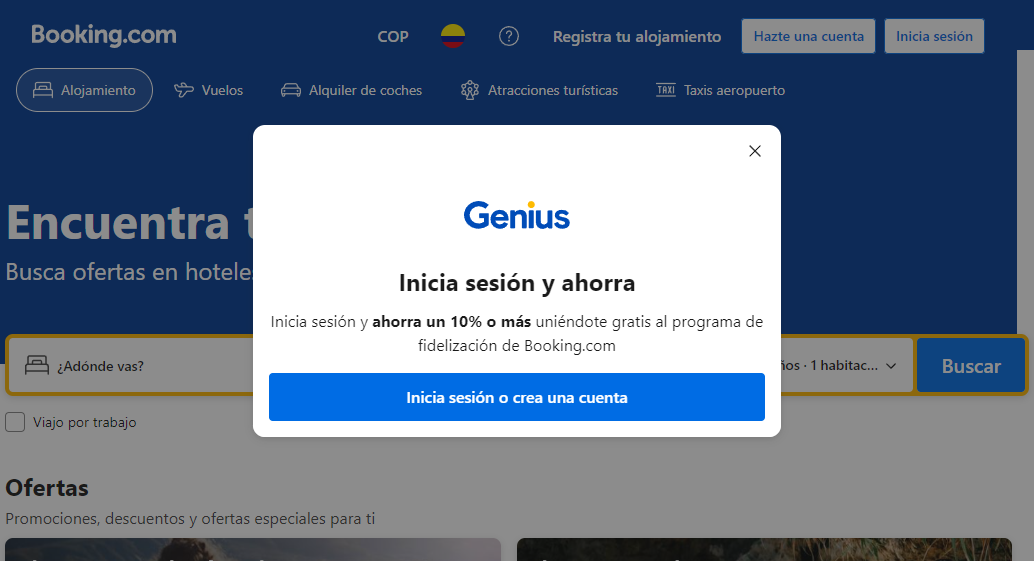 Booking.com
COP
Registra tu alojamiento
Hazte una cuenta
Inicia sesión
Alojamiento
Vuelos
Alquiler de coches
Atracciones turísticas
TAXI
Taxis aeropuerto
Genius
Inicia sesión y ahorra
Inicia sesión y ahorra un 10% o más uniéndote gratis al programa de
fidelización de Booking.com
Inicia sesión o crea una cuenta
Encuentra
Busca ofertas en
¿Adónde vas?
· 1 habitac...
Buscar
Viajo por trabajo
Ofertas
Promociones, descuentos y ofertas especiales para ti